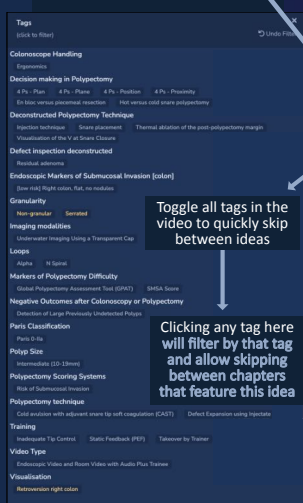 Tags
(click to filter)
Undo Filter
Colonoscope Handling
Ergonomics
Decision making in Polypectomy
4 Ps - Plan 4 Ps - Plane 4 Ps - Position 4 Ps - Proximity
En bloc versus piecemeal resection Hot versus cold snare polypectomy
Deconstructed Polypectomy Technique
Injection technique Snare placement Thermal ablation of the post-polypectomy margin
Visualisation of the V at Snare Closure
Defect inspection deconstructed
Residual adenoma
Endoscopic Markers of Submucosal Invasion [colon]
[low risk] Right colon, flat, no nodules
Granularity
Non-granular Serrated
Imaging modalities
Underwater Imaging Using a Transparent Cap
Loops
Alpha N Spiral
Markers of Polypectomy Difficulty
Global Polypectomy Assessment Tool (GPAT) SMSA Score
Negative Outcomes after Colonoscopy or Polypectomy
Detection of Large Previously Undetected Polyps
Paris Classification
Paris 0-IIa
Polyp Size
Intermediate (10-19mm)
Polypectomy Scoring Systems
Risk of Submucosal Invasion
Polypectomy technique
Cold avulsion with adjuvant snare tip soft coagulation (CAST) Defect Expansion using Injectate
Training
Inadequate Tip Control Static Feedback (PEF) Takeover by Trainer
Video Type
Endoscopic Video and Room Video with Audio Plus Trainee
Visualisation
Retroversion right colon
Toggle all tags in the
video to quickly skip
between ideas
Clicking any tag here
will filter by that tag
and allow skipping
between chapters
that feature this idea